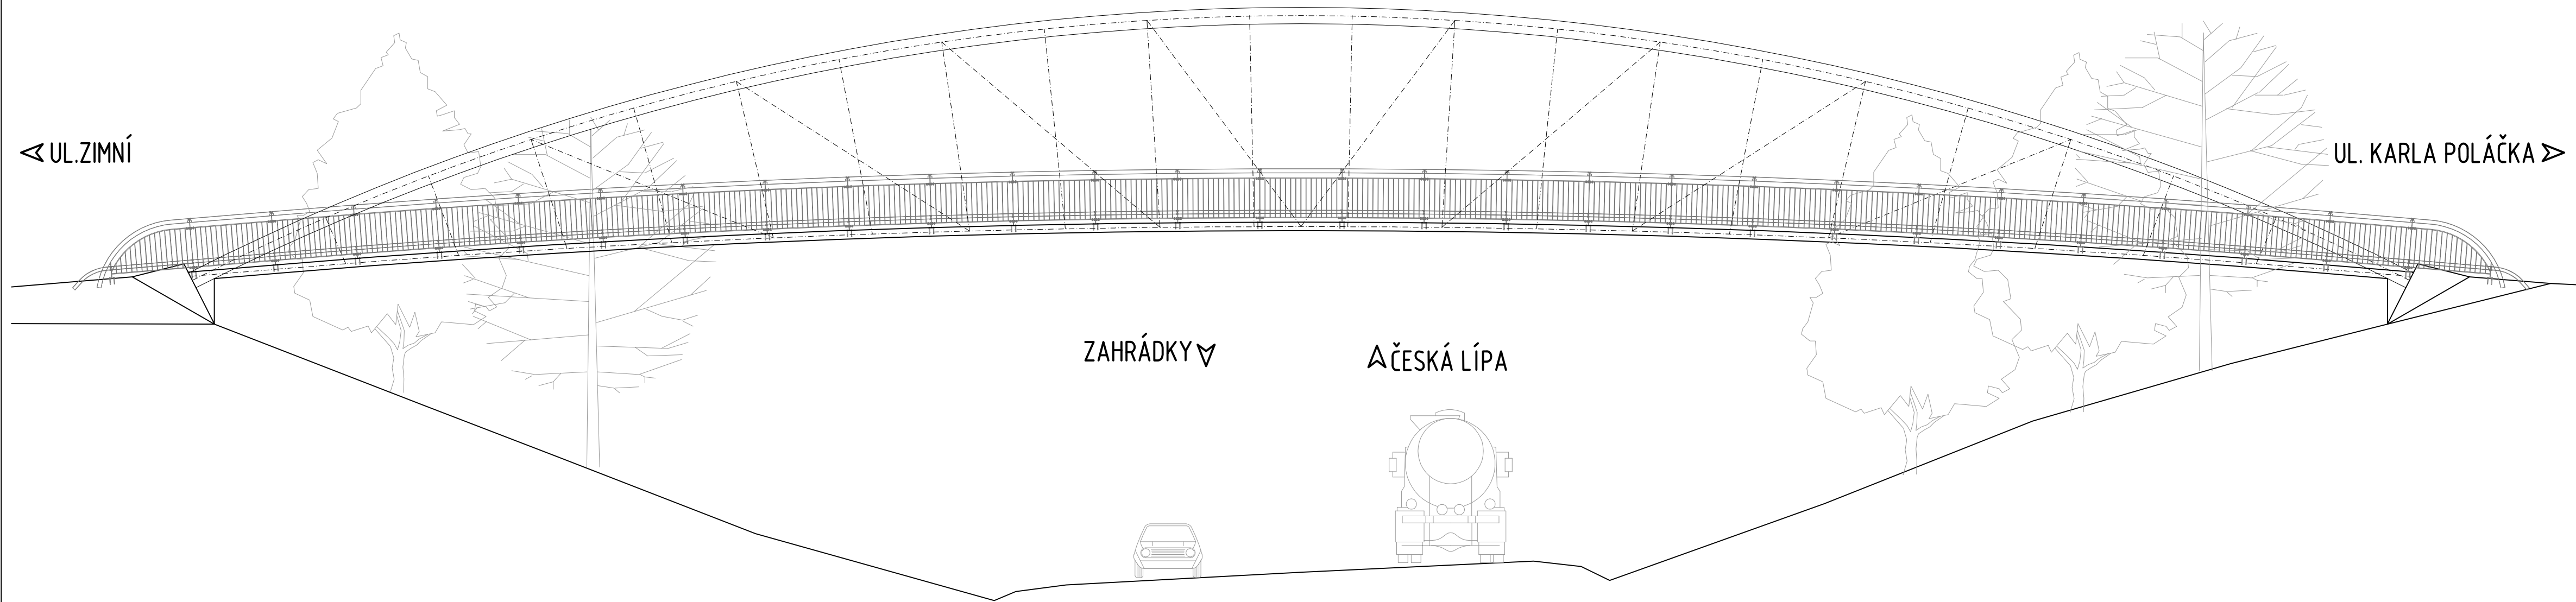 UL.ZIMNÍ
UL. KARLA POLÁČKA
ZAHRÁDKY
ČESKÁ LÍPA